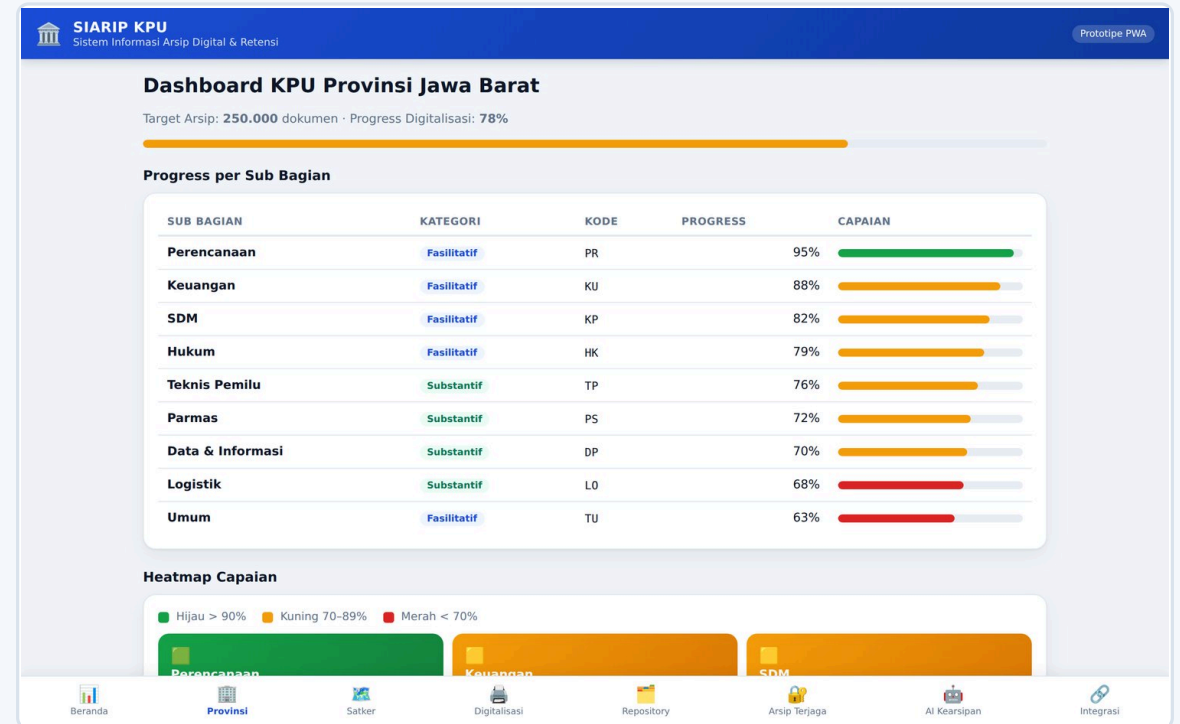 SIARIP KPU
Sistem Informasi Arsip Digital & Retensi
Prototipe PWA
Dashboard KPU Provinsi Jawa Barat
Target Arsip: 250.000 dokumen · Progress Digitalisasi: 78%
Progress per Sub Bagian
SUB BAGIAN KATEGORI KODE PROGRESS CAPAIAN
Perencanaan Fasilitatif PR 95%
Keuangan Fasilitatif KU 88%
SDM Fasilitatif KP 82%
Hukum Fasilitatif HK 79%
Teknis Pemilu Substantif TP 76%
Parmas Substantif PS 72%
Data & Informasi Substantif DP 70%
Logistik Substantif LO 68%
Umum Fasilitatif TU 63%
Heatmap Capaian
Hijau > 90% Kuning 70–89% Merah < 70%
Perencanaan Keuangan SDM
Beranda Provinsi Satker Digitalisasi Repository Arsip Terjaga AI Kearsipan Integrasi